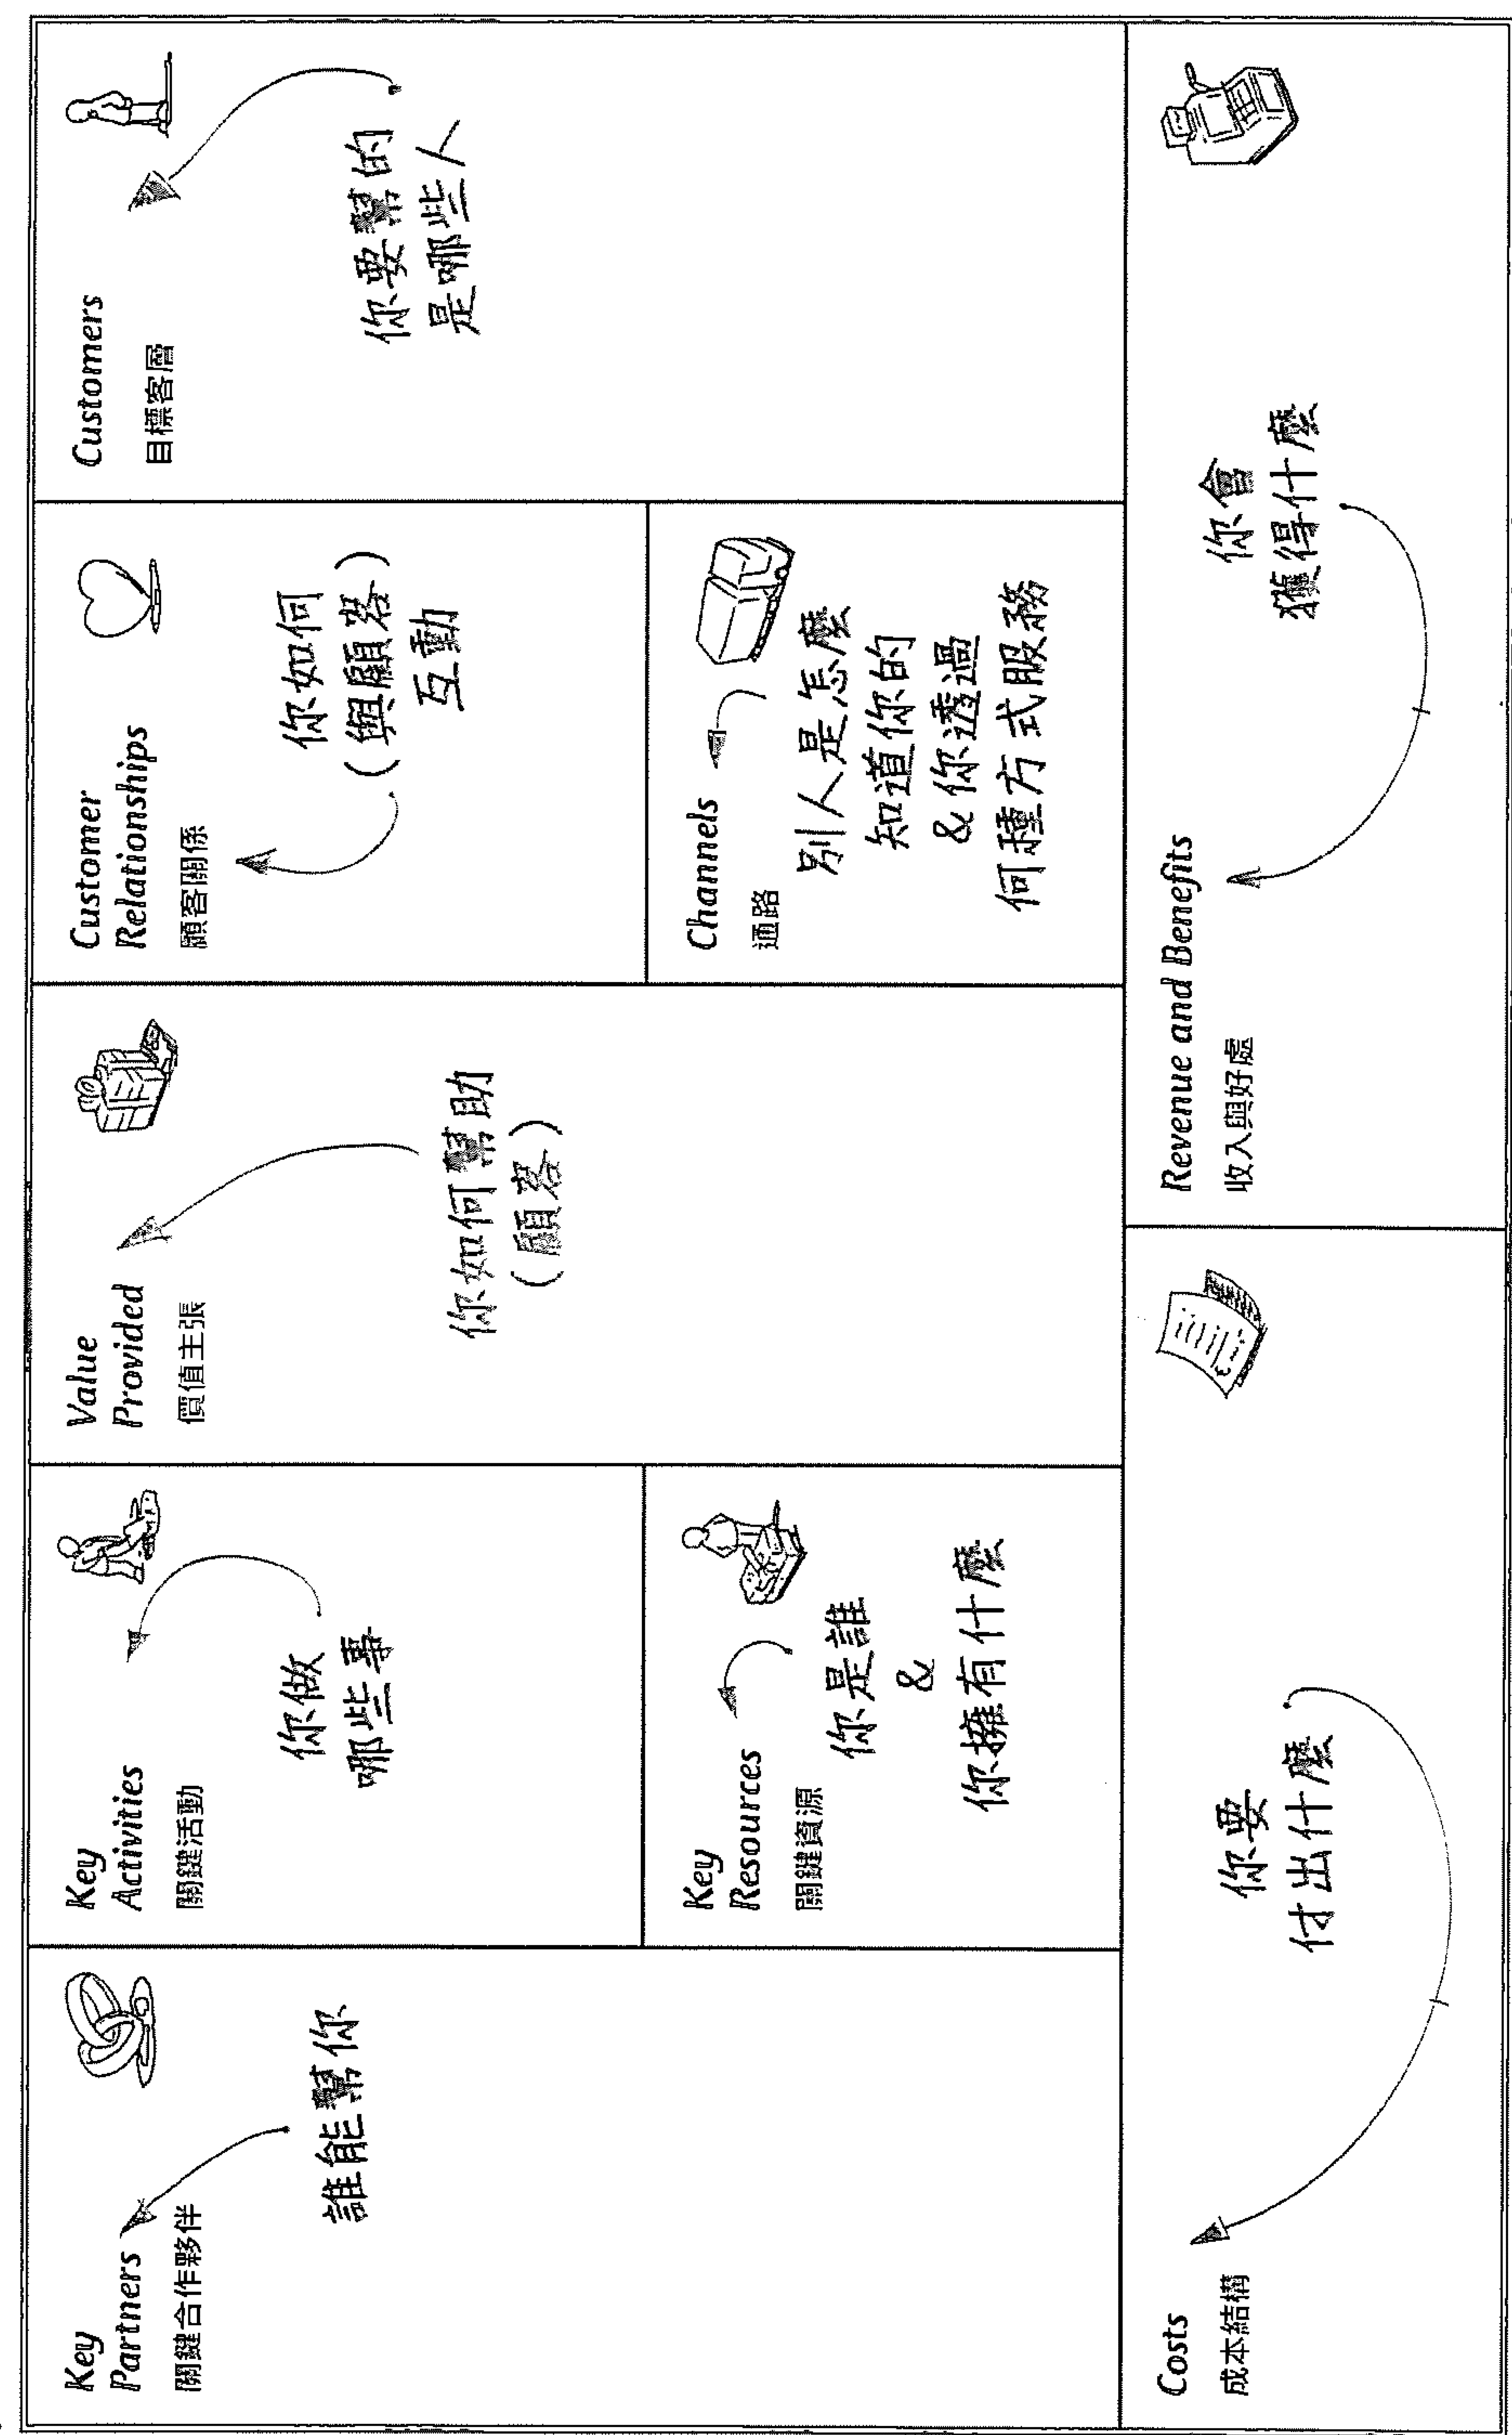 Key
Partners
關鍵合作夥伴
誰能幫你
Key
Activities
關鍵活動
你做
哪些事
Key
Resources
關鍵資源
你是誰
&
你擁有什麼
Value
Provided
價值主張
你如何幫助
(顧客)
Customer
Relationships
顧客關係
你如何
(與顧客)
互動
Channels
通路
別人是怎麼
知道你的
&你透過
何種方式服務
Customers
目標客層
你要幫的
是哪些人
Costs
成本結構
你要
付出什麼
Revenue and Benefits
收入與好處
你會
獲得什麼